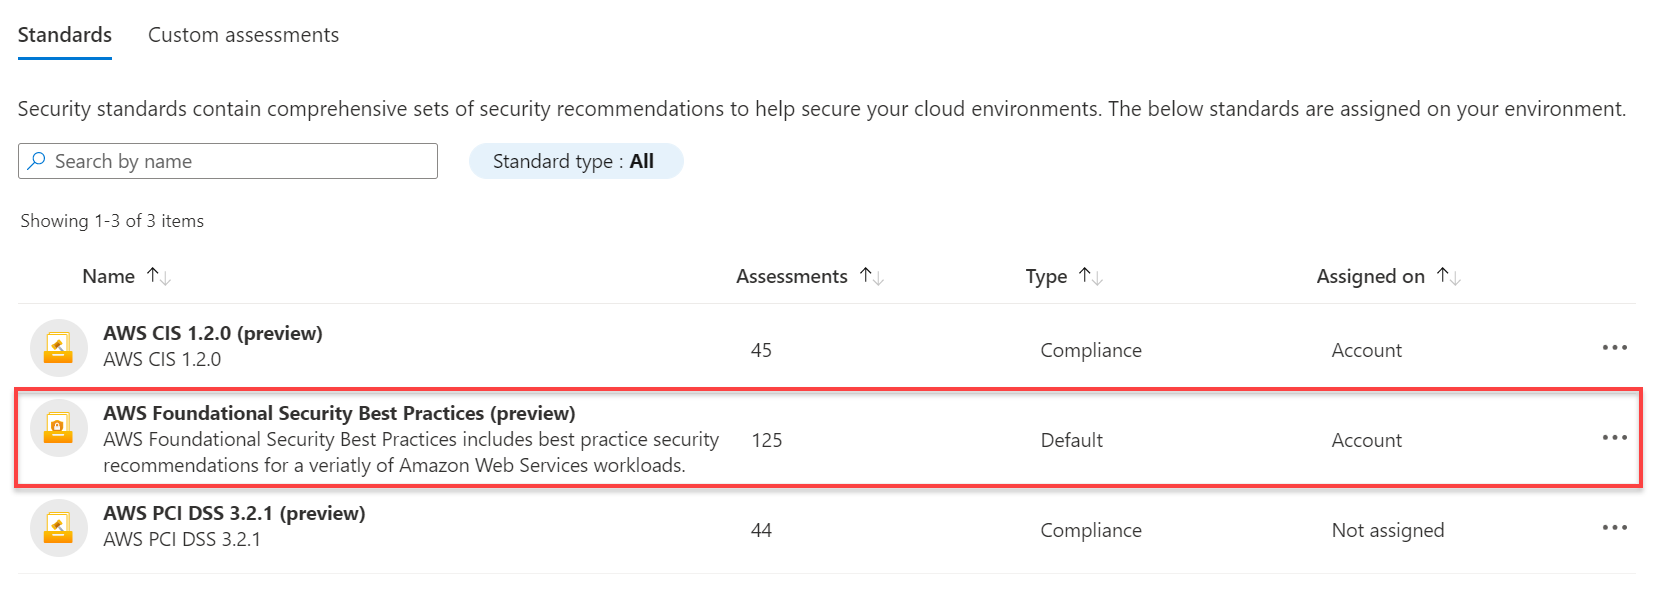 Standards Custom assessments
Security standards contain comprehensive sets of security recommendations to help secure your cloud environments. The below standards are assigned on your environment.
Search by name Standard type : All
Showing 1-3 of 3 items
Name Assessments Type Assigned on
AWS CIS 1.2.0 (preview)
AWS CIS 1.2.0
45 Compliance Account
AWS Foundational Security Best Practices (preview)
AWS Foundational Security Best Practices includes best practice security
recommendations for a veriatly of Amazon Web Services workloads.
125 Default Account
AWS PCI DSS 3.2.1 (preview)
AWS PCI DSS 3.2.1
44 Compliance Not assigned